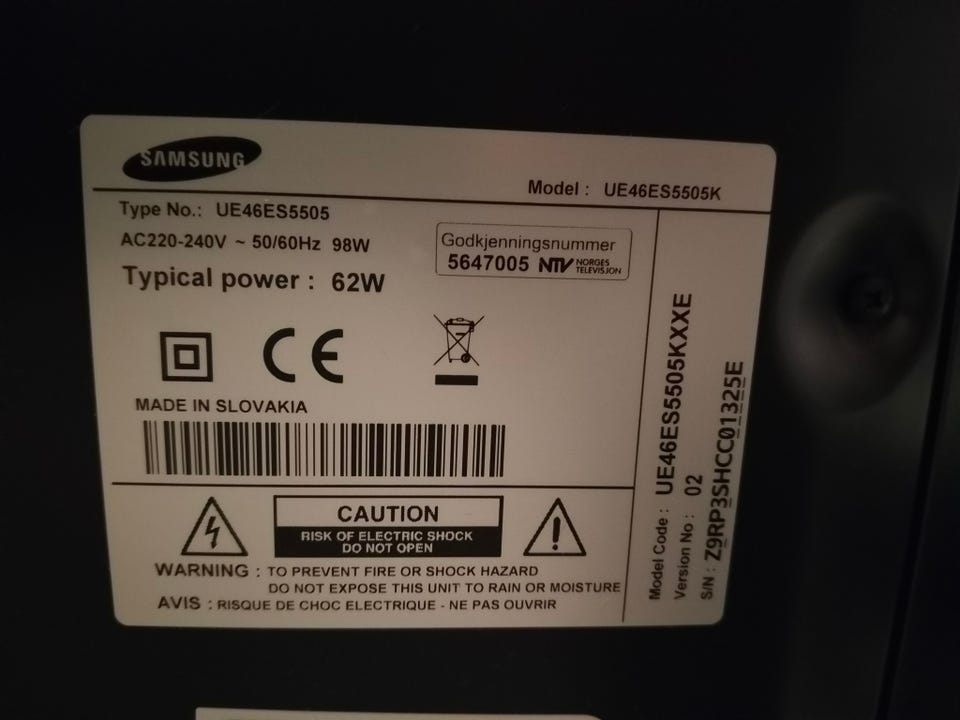 SAMSUNG
Model : UE46ES5505K
Type No.: UE46ES5505
AC220-240V ~ 50/60Hz 98W
Typical power : 62W
Godkjenningsnummer
5647005 NTV NORGES TELEVISJON
CE
MADE IN SLOVAKIA
CAUTION
RISK OF ELECTRIC SHOCK
DO NOT OPEN
WARNING : TO PREVENT FIRE OR SHOCK HAZARD
DO NOT EXPOSE THIS UNIT TO RAIN OR MOISTURE
AVIS : RISQUE DE CHOC ELECTRIQUE - NE PAS OUVRIR
Model Code : UE46ES5505KXXE
Version No : 02
S/N : Z9RP3SHCC01325E